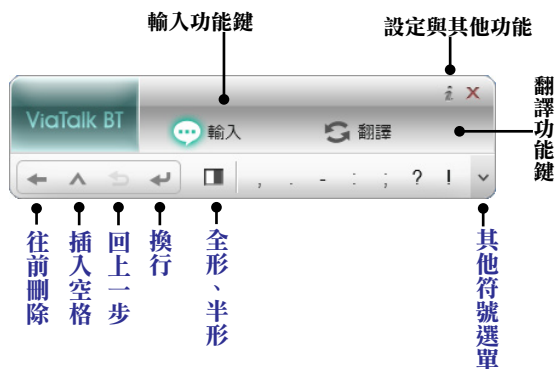 輸入功能鍵
設定與其他功能
翻譯功能鍵
i X
ViaTalk BT
輸入
翻譯
, . - : ; ? !
往前刪除
插入空格
回上一步
換行
全形、半形
其他符號選單